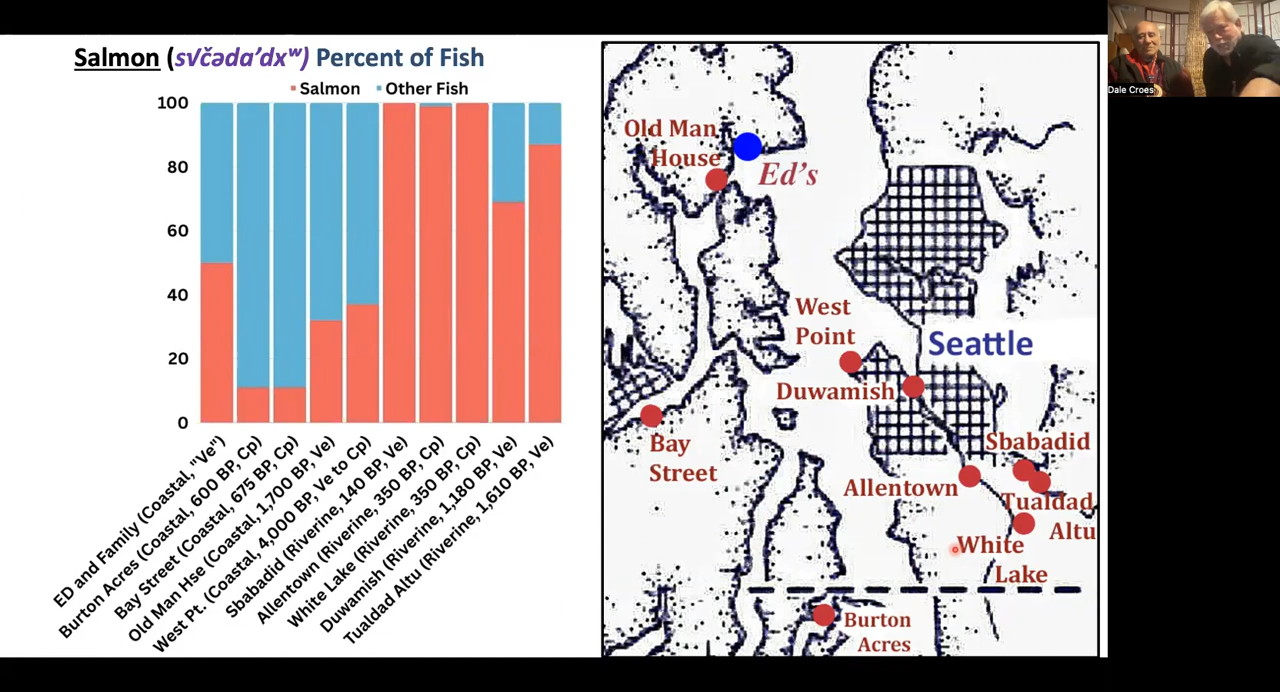 Salmon (sv́čədαʼdxʷ) Percent of Fish
Salmon Other Fish
100
80
60
40
20
0
ED and Family (Coastal, "Ve")
Burton Acres (Coastal, 600 BP, Cp)
Bay Street (Coastal, 675 BP, Cp)
Old Man Hse (Coastal, 1,700 BP, Ve)
West Pt. (Coastal, 4,000 BP, Ve to Cp)
Sbabadid (Riverine, 140 BP, Ve)
Allentown (Riverine, 350 BP, Cp)
White Lake (Riverine, 350 BP, Cp)
Duwamish (Riverine, 1,180 BP, Ve)
Tualdad Altu (Riverine, 1,610 BP, Ve)
Old Man
House
Ed's
West
Point
Seattle
Duwamish
Bay
Street
Sbabadid
Allentown
Tualdad
Altu
White
Lake
Burton
Acres
Dale Croes